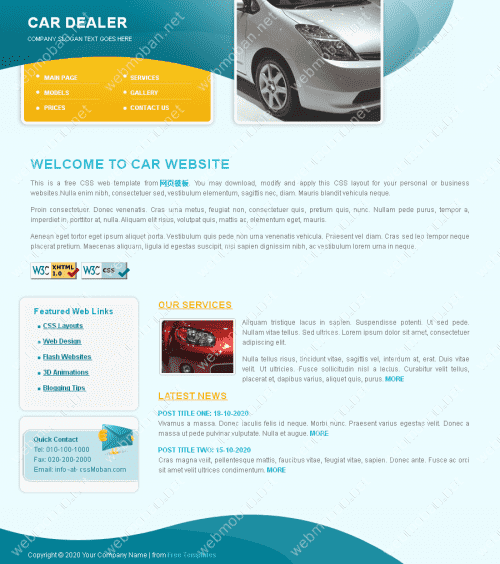 CAR DEALER
COMPANY SLOGAN TEXT GOES HERE
MAIN PAGE
SERVICES
MODELS
GALLERY
PRICES
CONTACT US
WELCOME TO CAR WEBSITE
This is a free CSS web template from 网页模板. You may download, modify and apply this CSS layout for your personal or business
websites Nulla enim nibh, consectetuer sed, vestibulum elementum, sagittis nec, diam. Mauris blandit vehicula neque.
Proin consectetuer. Donec venenatis. Cras urna metus, feugiat non, consectetuer quis, pretium quis, nunc. Nullam pede purus, tempor a,
imperdiet in, porttitor at, nulla. Aliquam elit risus, volutpat quis, mattis ac, elementum eget, mauris.
Aenean eget tortor eget ipsum aliquet porta. Vestibulum quis pede non urna venenatis vehicula. Praesent vel diam. Cras sed leo tempor neque
placerat pretium. Maecenas aliquam, ligula id egestas suscipit, nisi sapien dignissim nibh, ac vestibulum lorem urna in neque.
W3C XHTML 1.0
W3C CSS
Featured Web Links
CSS Layouts
Web Design
Flash Websites
3D Animations
Blogging Tips
Quick Contact
Tel: 010-100-1000
Fax: 020-200-2000
Email: info -at- cssMoban.com
OUR SERVICES
Aliquam tristique lacus in sapien. Suspendisse potenti. Ut sed pede.
Nullam vitae tellus. Sed ultrices. Lorem ipsum dolor sit amet, consectetuer
adipiscing elit.
Nulla tellus risus, tincidunt vitae, sagittis vel, interdum at, erat. Duis vitae
velit. Ut ultricies. Fusce sollicitudin nisl a lectus. Curabitur velit tellus,
placerat et, dapibus varius, aliquet quis, purus. MORE
LATEST NEWS
POST TITLE ONE: 18-10-2020
Vivamus a massa. Donec iaculis felis id neque. Morbi nunc. Praesent varius egestas velit. Donec a
massa ut pede pulvinar vulputate. Nulla et augue. MORE
POST TITLE TWO: 15-10-2020
Cras magna velit, pellentesque mattis, faucibus vitae, feugiat vitae, sapien. Donec ante. Fusce ac orci
sit amet velit ultrices condimentum. MORE
Copyright © 2020 Your Company Name | from Free Templates
webmoban.net